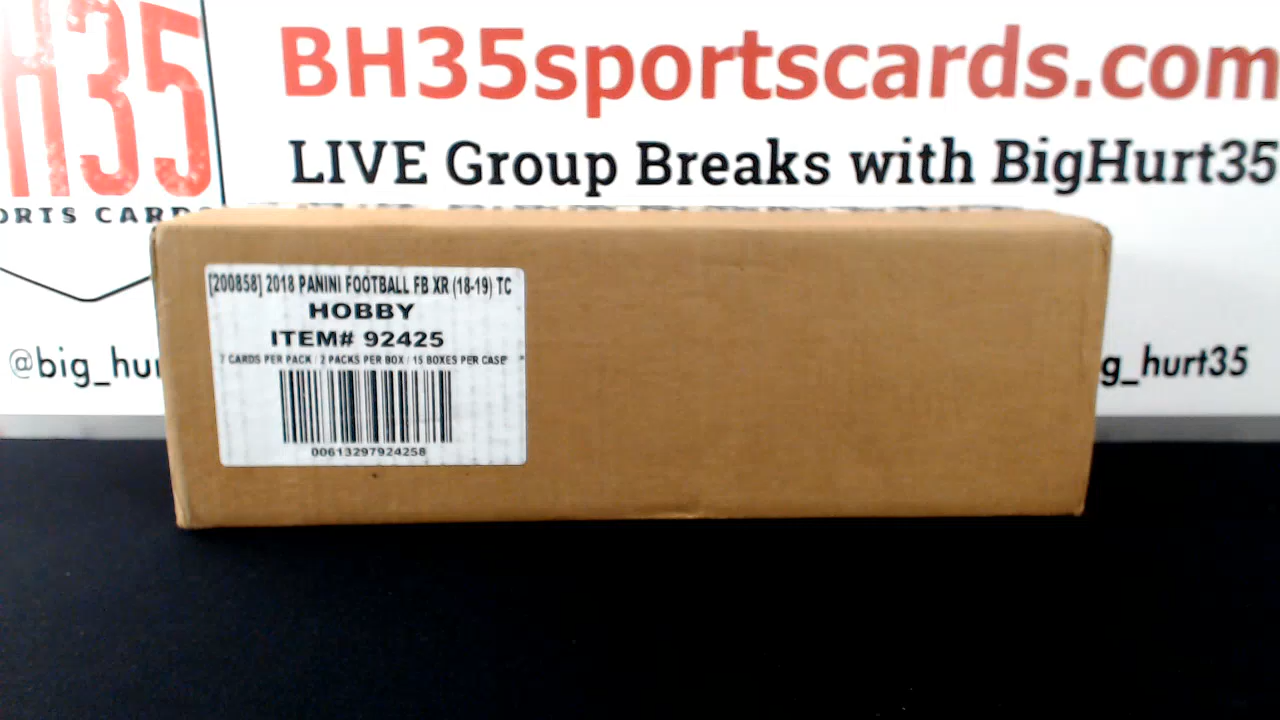 H35
ORTS CARDS
BH35sportscards.com
LIVE Group Breaks with BigHurt35
@big_hur
g_hurt35
[200858] 2018 PANINI FOOTBALL FB XR (18-19) TC
HOBBY
ITEM# 92425
7 CARDS PER PACK / 2 PACKS PER BOX / 15 BOXES PER CASE
00613297924258